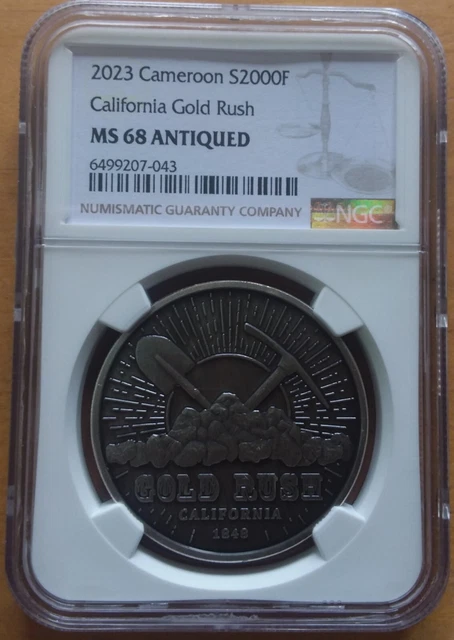 2023 Cameroon S2000F
California Gold Rush
MS 68 ANTIQUED
6499207-043
NUMISMATIC GUARANTY COMPANY
NGC
GOLD RUSH
CALIFORNIA
1848